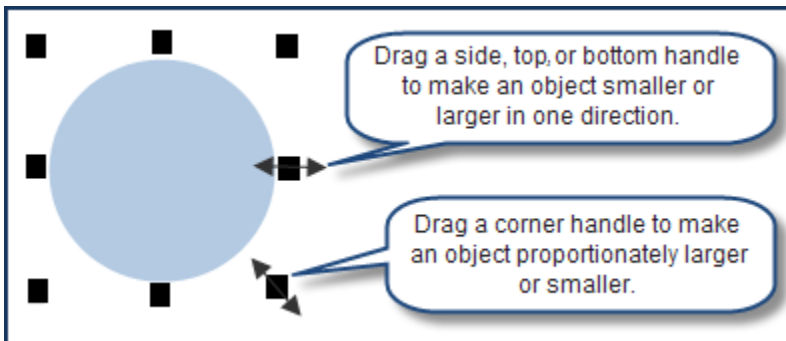 Drag a side, top, or bottom handle
to make an object smaller or
larger in one direction.
Drag a corner handle to make
an object proportionately larger
or smaller.